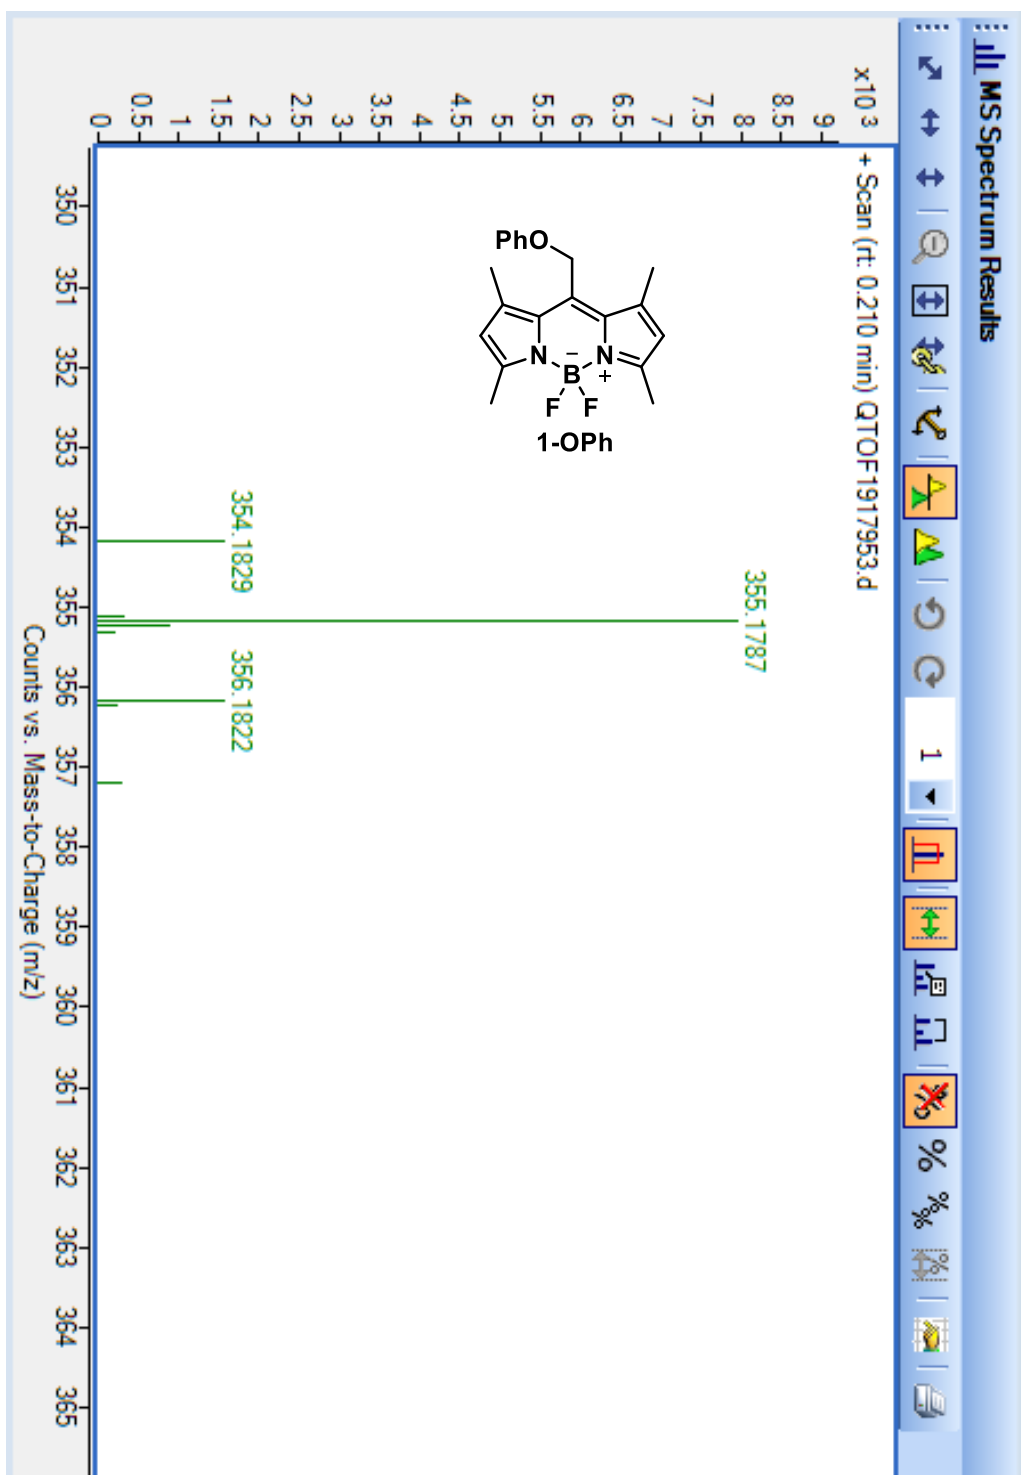 MS Spectrum Results
1
%
x10 3
+ Scan (rt: 0.210 min) QTOF1917953.d
9
8.5
8
7.5
7
6.5
6
5.5
5
4.5
4
3.5
3
2.5
2
1.5
1
0.5
0
355.1787
354.1829
356.1822
PhO
N
N
B
−
+
F
F
1-OPh
350 351 352 353 354 355 356 357 358 359 360 361 362 363 364 365
Counts vs. Mass-to-Charge (m/z)